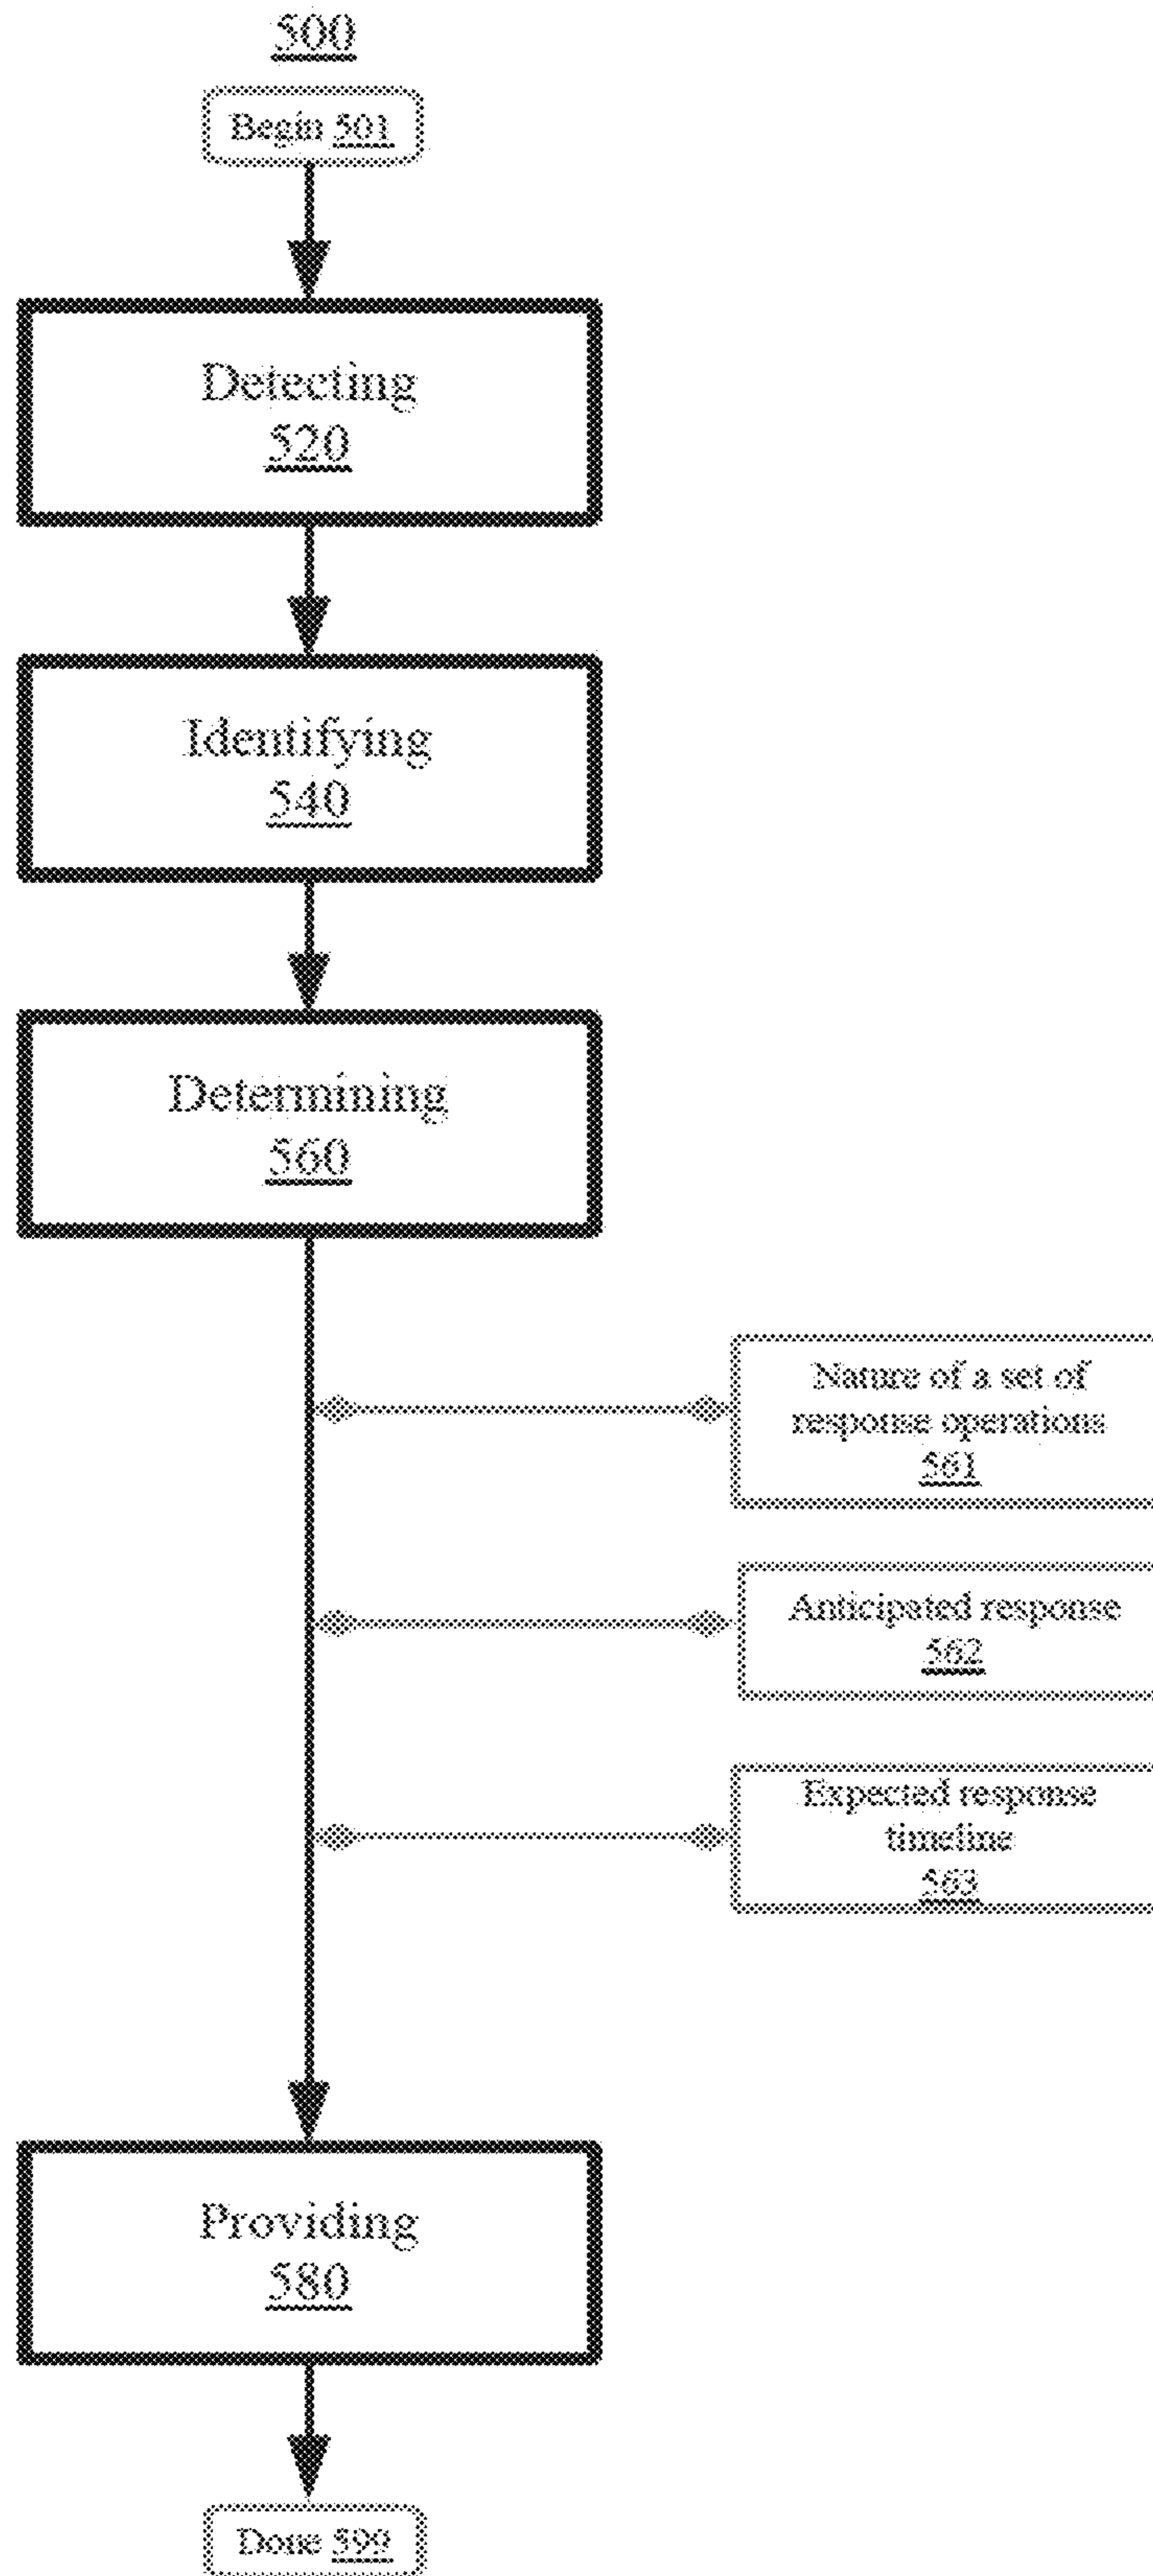 500
Begin 501
Detecting
520
Identifying
540
Determining
560
Nature of a set of
response operations
561
Anticipated response
562
Expected response
timeline
563
Providing
580
Done 599